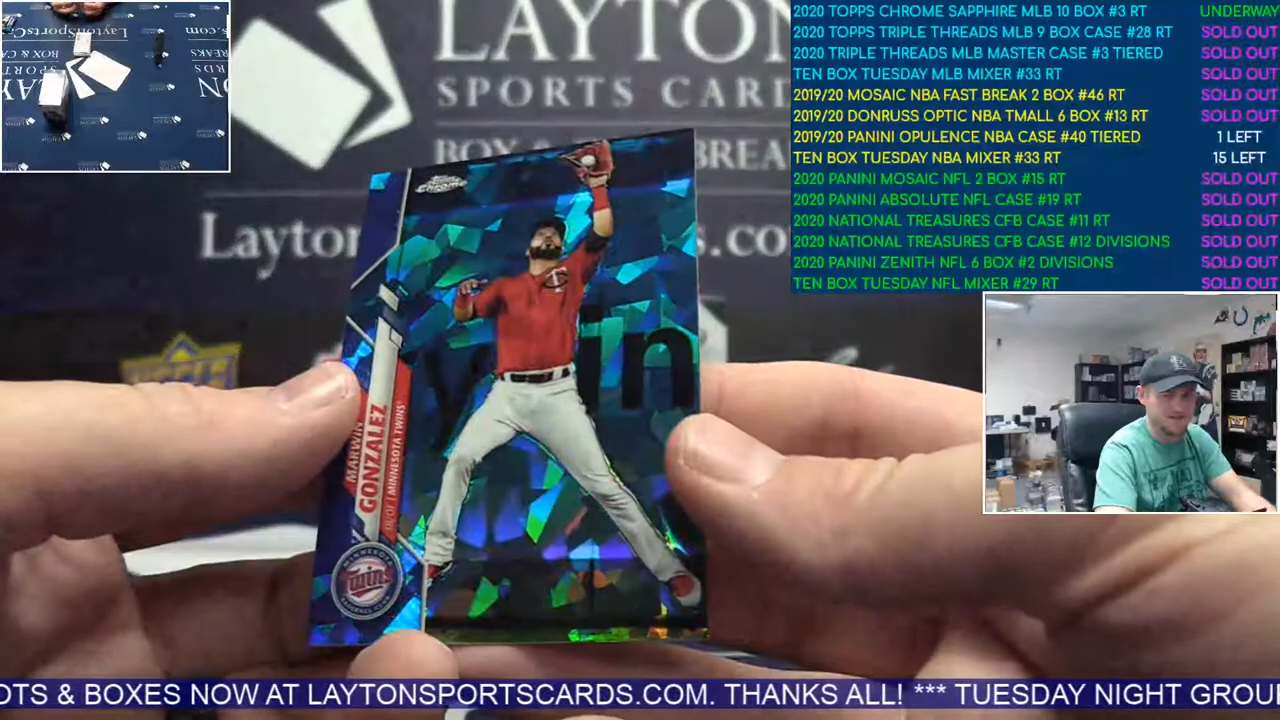 2020 TOPPS CHROME SAPPHIRE MLB 10 BOX #3 RT UNDERWAY
2020 TOPPS TRIPLE THREADS MLB 9 BOX CASE #28 RT SOLD OUT
2020 TRIPLE THREADS MLB MASTER CASE #3 TIERED SOLD OUT
TEN BOX TUESDAY MLB MIXER #33 RT SOLD OUT
2019/20 MOSAIC NBA FAST BREAK 2 BOX #46 RT SOLD OUT
2019/20 DONRUSS OPTIC NBA TMALL 6 BOX #13 RT SOLD OUT
2019/20 PANINI OPULENCE NBA CASE #40 TIERED 1 LEFT
TEN BOX TUESDAY NBA MIXER #33 RT 15 LEFT
2020 PANINI MOSAIC NFL 2 BOX #15 RT SOLD OUT
2020 PANINI ABSOLUTE NFL CASE #19 RT SOLD OUT
2020 NATIONAL TREASURES CFB CASE #11 RT SOLD OUT
2020 NATIONAL TREASURES CFB CASE #12 DIVISIONS SOLD OUT
2020 PANINI ZENITH NFL 6 BOX #2 DIVISIONS SOLD OUT
TEN BOX TUESDAY NFL MIXER #29 RT SOLD OUT
LAYTON
SPORTS CARD
BREA
Layton
s.co
MARWIN
GONZALEZ
MINNESOTA TWINS
MINNESOTA
Twins
BASEBALL CLUB
OTS & BOXES NOW AT LAYTONSPORTSCARDS.COM. THANKS ALL! *** TUESDAY NIGHT GROU